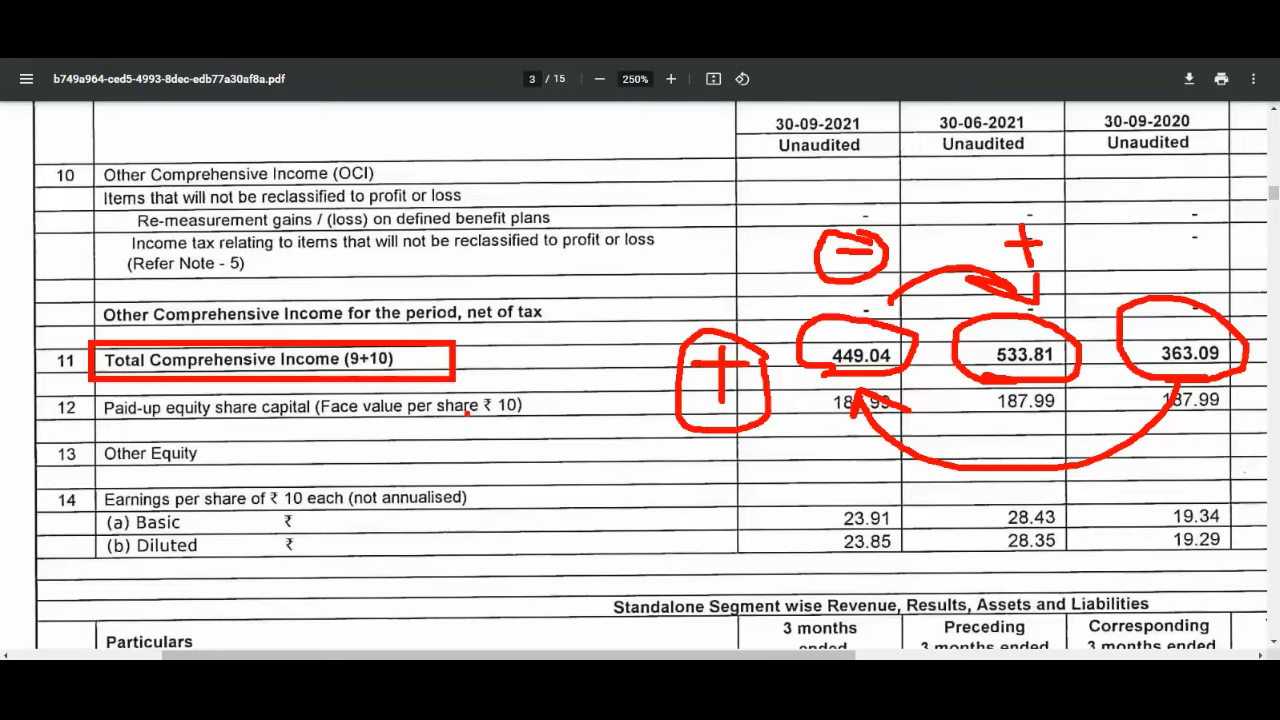 b749a964-ced5-4993-8dec-edb77a30af8a.pdf 3 / 15 250%
30-09-2021 30-06-2021 30-09-2020
Unaudited Unaudited Unaudited
10 Other Comprehensive Income (OCI)
Items that will not be reclassified to profit or loss
Re-measurement gains / (loss) on defined benefit plans - - -
Income tax relating to items that will not be reclassified to profit or loss -
(Refer Note - 5)
Other Comprehensive Income for the period, net of tax - - -
11 Total Comprehensive Income (9+10) 449.04 533.81 363.09
12 Paid-up equity share capital (Face value per share ₹ 10) 187.99
13 Other Equity
14 Earnings per share of ₹ 10 each (not annualised)
(a) Basic ₹ 23.91 28.43 19.34
(b) Diluted ₹ 23.85 28.35 19.29
Standalone Segment wise Revenue, Results, Assets and Liabilities
Particulars 3 months Preceding Corresponding
ended 3 months ended 3 months ended